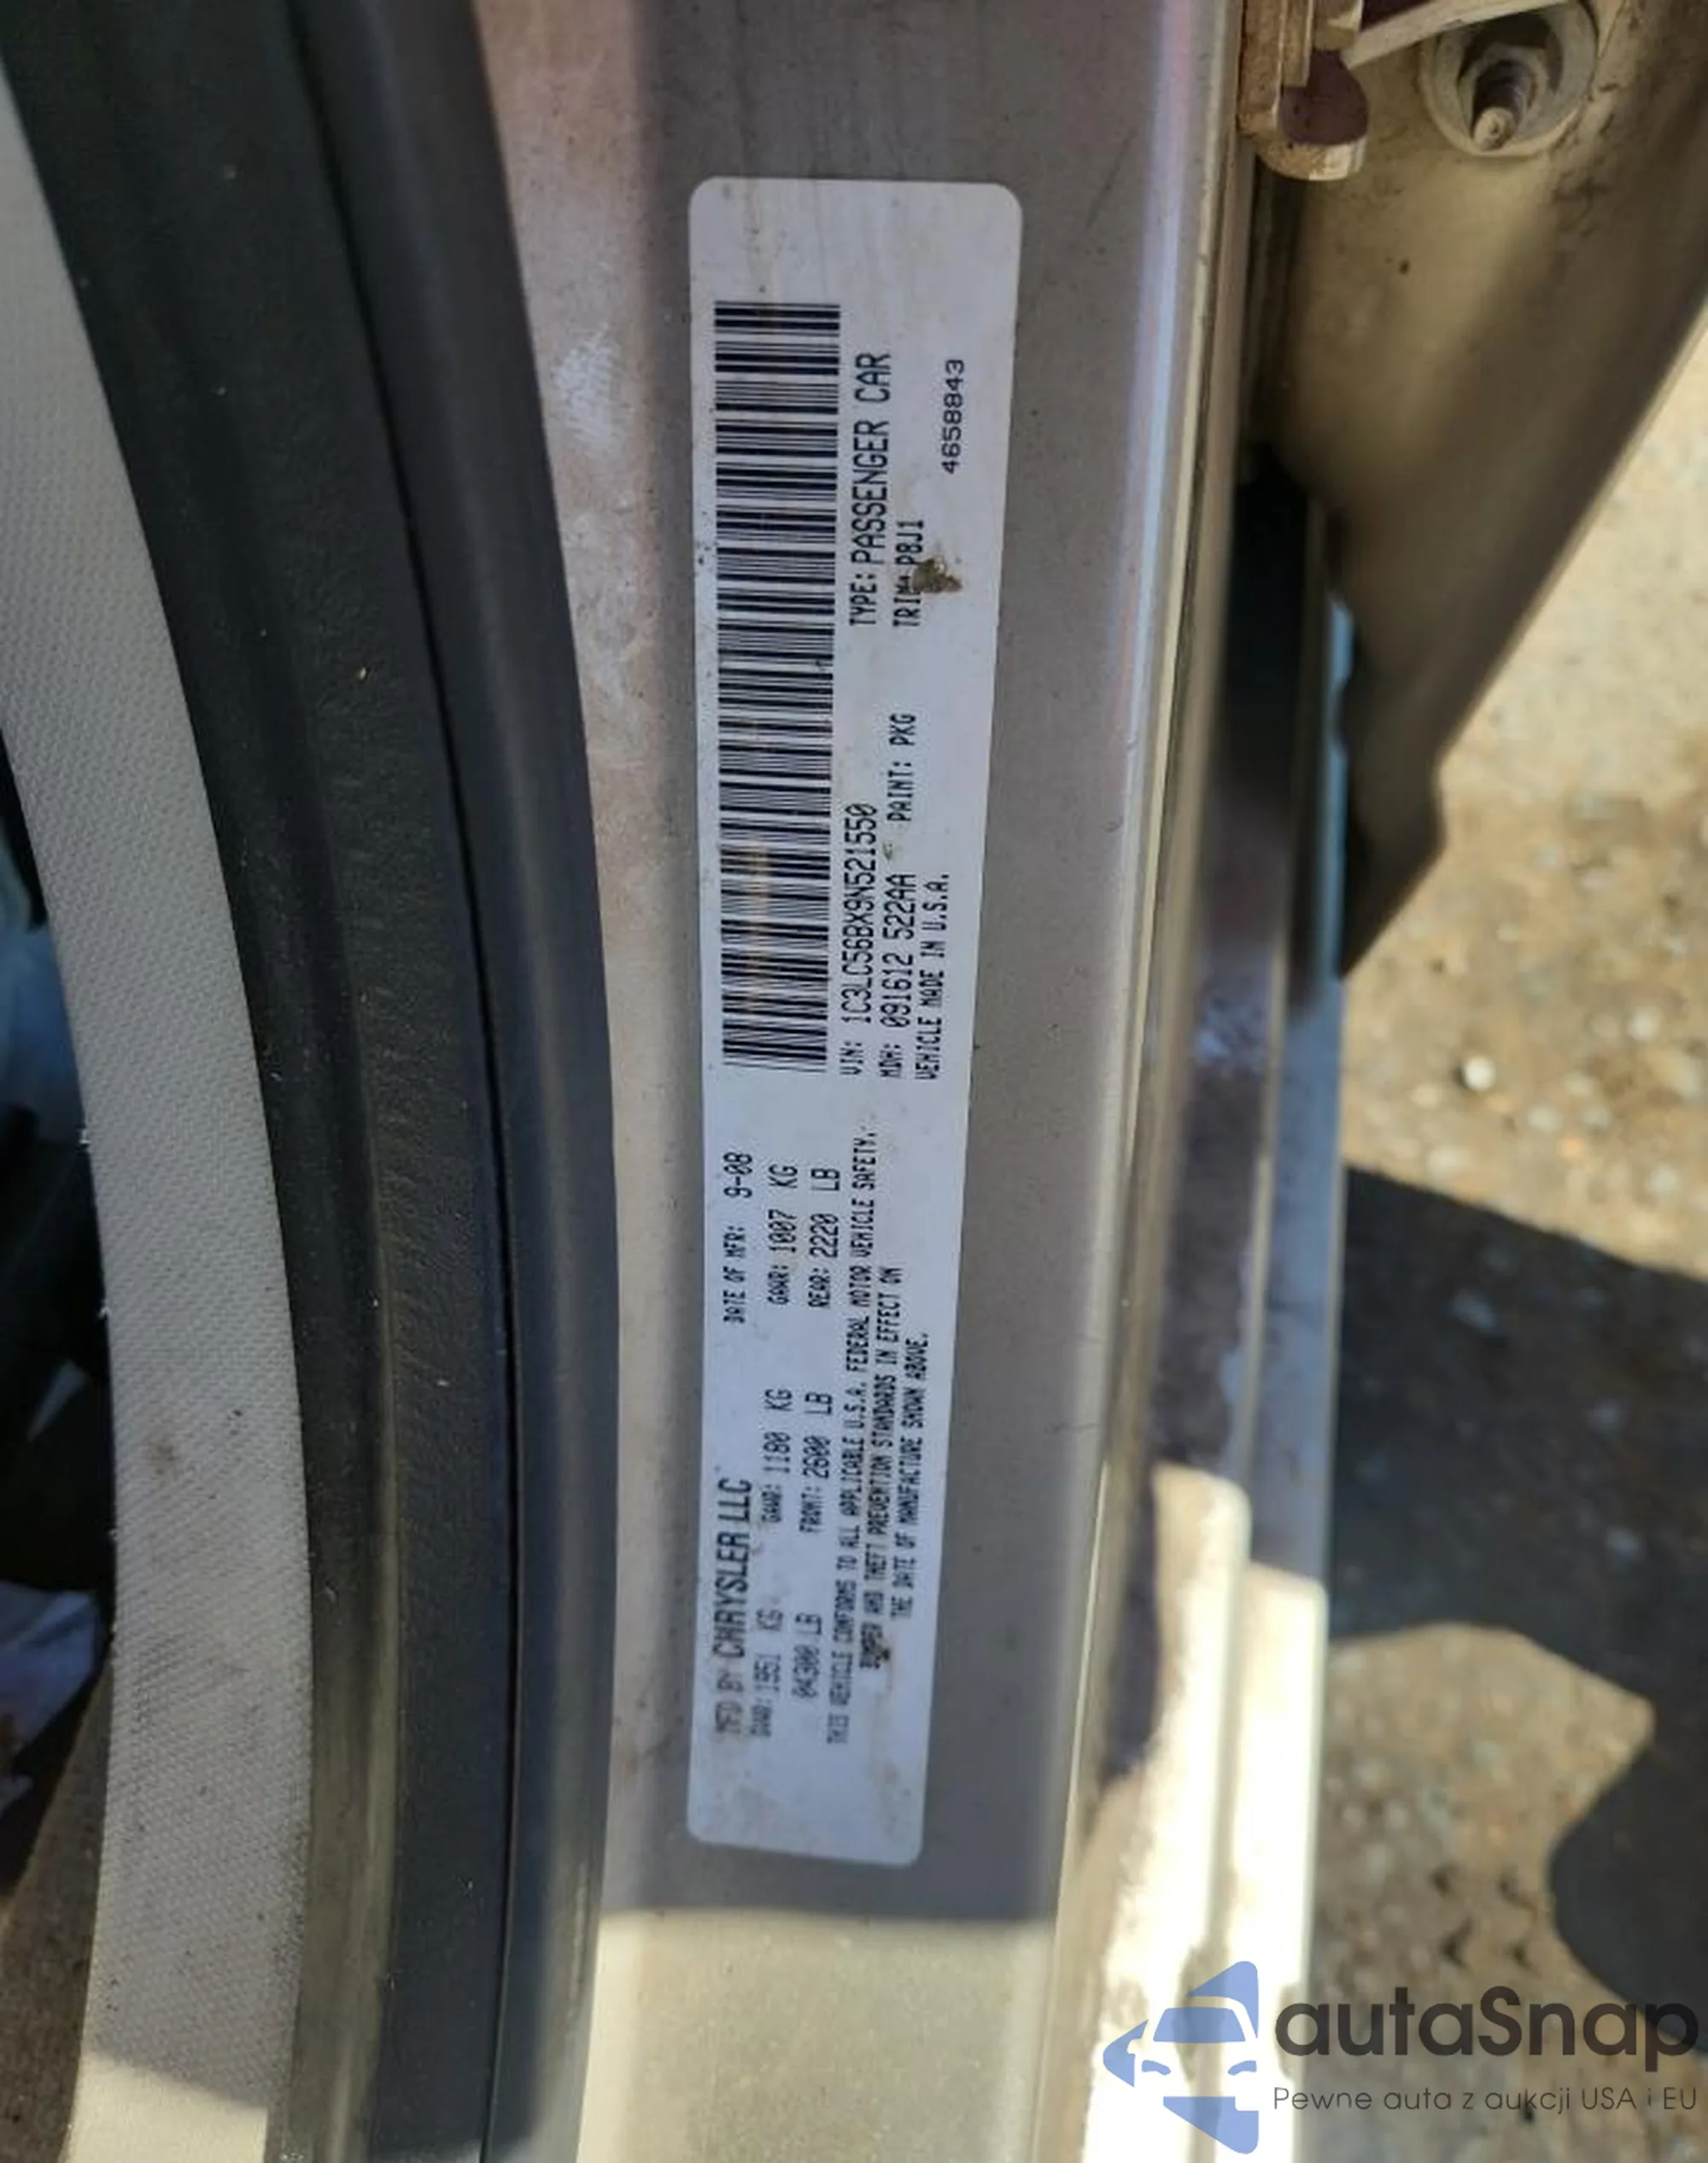 MFD BY CHRYSLER LLC DATE OF MFR: 9-08
GVWR: 1951 KG GAWR: 1180 KG GAWR: 1007 KG
04300 LB FRONT: 2600 LB REAR: 2220 LB
THIS VEHICLE CONFORMS TO ALL APPLICABLE U.S.A. FEDERAL MOTOR VEHICLE SAFETY,
BUMPER AND THEFT PREVENTION STANDARDS IN EFFECT ON
THE DATE OF MANUFACTURE SHOWN ABOVE.
VIN: 1C3LC56BX9N521550 TYPE: PASSENGER CAR
MDH: 091612 522AA PAINT: PKG TRIM: P8J1
VEHICLE MADE IN U.S.A.
4658843
autaSnap
Pewne auta z aukcji USA i EU